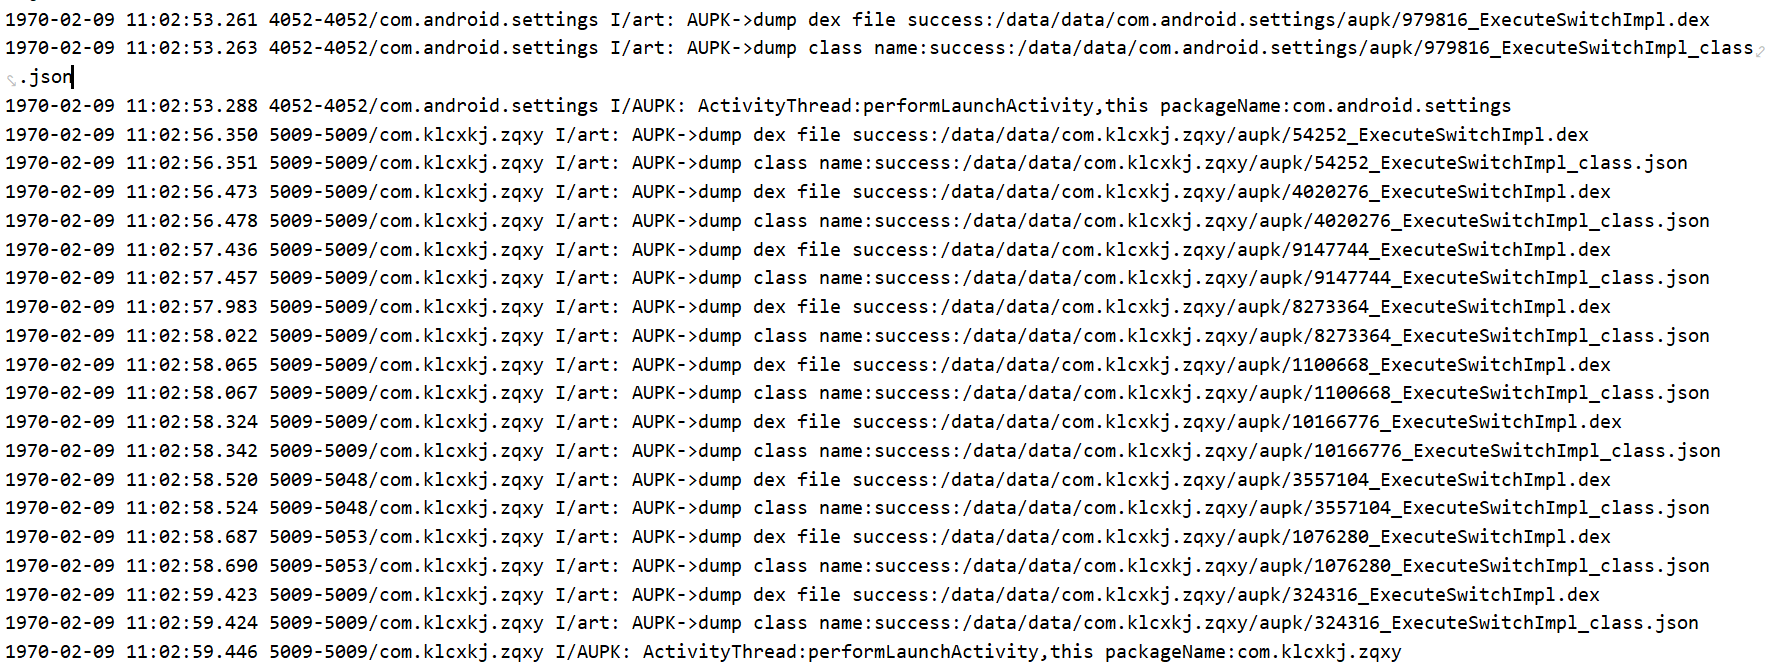 1970-02-09 11:02:53.261 4052-4052/com.android.settings I/art: AUPK->dump dex file success:/data/data/com.android.settings/aupk/979816_ExecuteSwitchImpl.dex
1970-02-09 11:02:53.263 4052-4052/com.android.settings I/art: AUPK->dump class name:success:/data/data/com.android.settings/aupk/979816_ExecuteSwitchImpl_class
.json
1970-02-09 11:02:53.288 4052-4052/com.android.settings I/AUPK: ActivityThread:performLaunchActivity,this packageName:com.android.settings
1970-02-09 11:02:56.350 5009-5009/com.klcxkj.zqxy I/art: AUPK->dump dex file success:/data/data/com.klcxkj.zqxy/aupk/54252_ExecuteSwitchImpl.dex
1970-02-09 11:02:56.351 5009-5009/com.klcxkj.zqxy I/art: AUPK->dump class name:success:/data/data/com.klcxkj.zqxy/aupk/54252_ExecuteSwitchImpl_class.json
1970-02-09 11:02:56.473 5009-5009/com.klcxkj.zqxy I/art: AUPK->dump dex file success:/data/data/com.klcxkj.zqxy/aupk/4020276_ExecuteSwitchImpl.dex
1970-02-09 11:02:56.478 5009-5009/com.klcxkj.zqxy I/art: AUPK->dump class name:success:/data/data/com.klcxkj.zqxy/aupk/4020276_ExecuteSwitchImpl_class.json
1970-02-09 11:02:57.436 5009-5009/com.klcxkj.zqxy I/art: AUPK->dump dex file success:/data/data/com.klcxkj.zqxy/aupk/9147744_ExecuteSwitchImpl.dex
1970-02-09 11:02:57.457 5009-5009/com.klcxkj.zqxy I/art: AUPK->dump class name:success:/data/data/com.klcxkj.zqxy/aupk/9147744_ExecuteSwitchImpl_class.json
1970-02-09 11:02:57.983 5009-5009/com.klcxkj.zqxy I/art: AUPK->dump dex file success:/data/data/com.klcxkj.zqxy/aupk/8273364_ExecuteSwitchImpl.dex
1970-02-09 11:02:58.022 5009-5009/com.klcxkj.zqxy I/art: AUPK->dump class name:success:/data/data/com.klcxkj.zqxy/aupk/8273364_ExecuteSwitchImpl_class.json
1970-02-09 11:02:58.065 5009-5009/com.klcxkj.zqxy I/art: AUPK->dump dex file success:/data/data/com.klcxkj.zqxy/aupk/1100668_ExecuteSwitchImpl.dex
1970-02-09 11:02:58.067 5009-5009/com.klcxkj.zqxy I/art: AUPK->dump class name:success:/data/data/com.klcxkj.zqxy/aupk/1100668_ExecuteSwitchImpl_class.json
1970-02-09 11:02:58.324 5009-5009/com.klcxkj.zqxy I/art: AUPK->dump dex file success:/data/data/com.klcxkj.zqxy/aupk/10166776_ExecuteSwitchImpl.dex
1970-02-09 11:02:58.342 5009-5009/com.klcxkj.zqxy I/art: AUPK->dump class name:success:/data/data/com.klcxkj.zqxy/aupk/10166776_ExecuteSwitchImpl_class.json
1970-02-09 11:02:58.520 5009-5048/com.klcxkj.zqxy I/art: AUPK->dump dex file success:/data/data/com.klcxkj.zqxy/aupk/3557104_ExecuteSwitchImpl.dex
1970-02-09 11:02:58.524 5009-5048/com.klcxkj.zqxy I/art: AUPK->dump class name:success:/data/data/com.klcxkj.zqxy/aupk/3557104_ExecuteSwitchImpl_class.json
1970-02-09 11:02:58.687 5009-5053/com.klcxkj.zqxy I/art: AUPK->dump dex file success:/data/data/com.klcxkj.zqxy/aupk/1076280_ExecuteSwitchImpl.dex
1970-02-09 11:02:58.690 5009-5053/com.klcxkj.zqxy I/art: AUPK->dump class name:success:/data/data/com.klcxkj.zqxy/aupk/1076280_ExecuteSwitchImpl_class.json
1970-02-09 11:02:59.423 5009-5009/com.klcxkj.zqxy I/art: AUPK->dump dex file success:/data/data/com.klcxkj.zqxy/aupk/324316_ExecuteSwitchImpl.dex
1970-02-09 11:02:59.424 5009-5009/com.klcxkj.zqxy I/art: AUPK->dump class name:success:/data/data/com.klcxkj.zqxy/aupk/324316_ExecuteSwitchImpl_class.json
1970-02-09 11:02:59.446 5009-5009/com.klcxkj.zqxy I/AUPK: ActivityThread:performLaunchActivity,this packageName:com.klcxkj.zqxy